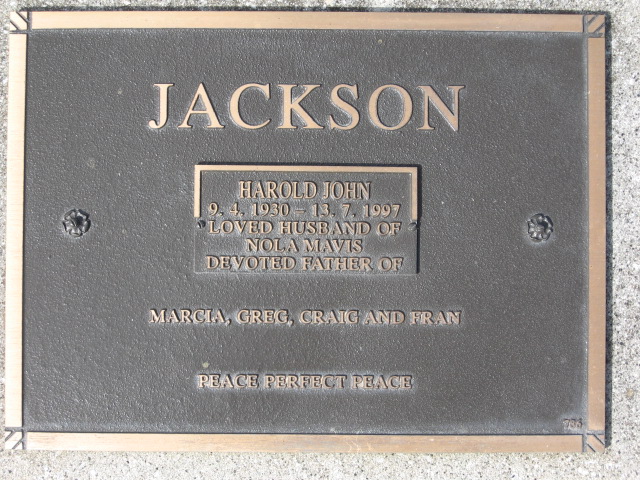 JACKSON
HAROLD JOHN
9. 4. 1930 – 13. 7. 1997
LOVED HUSBAND OF
NOLA MAVIS
DEVOTED FATHER OF
MARCIA, GREG, CRAIG AND FRAN
PEACE PERFECT PEACE